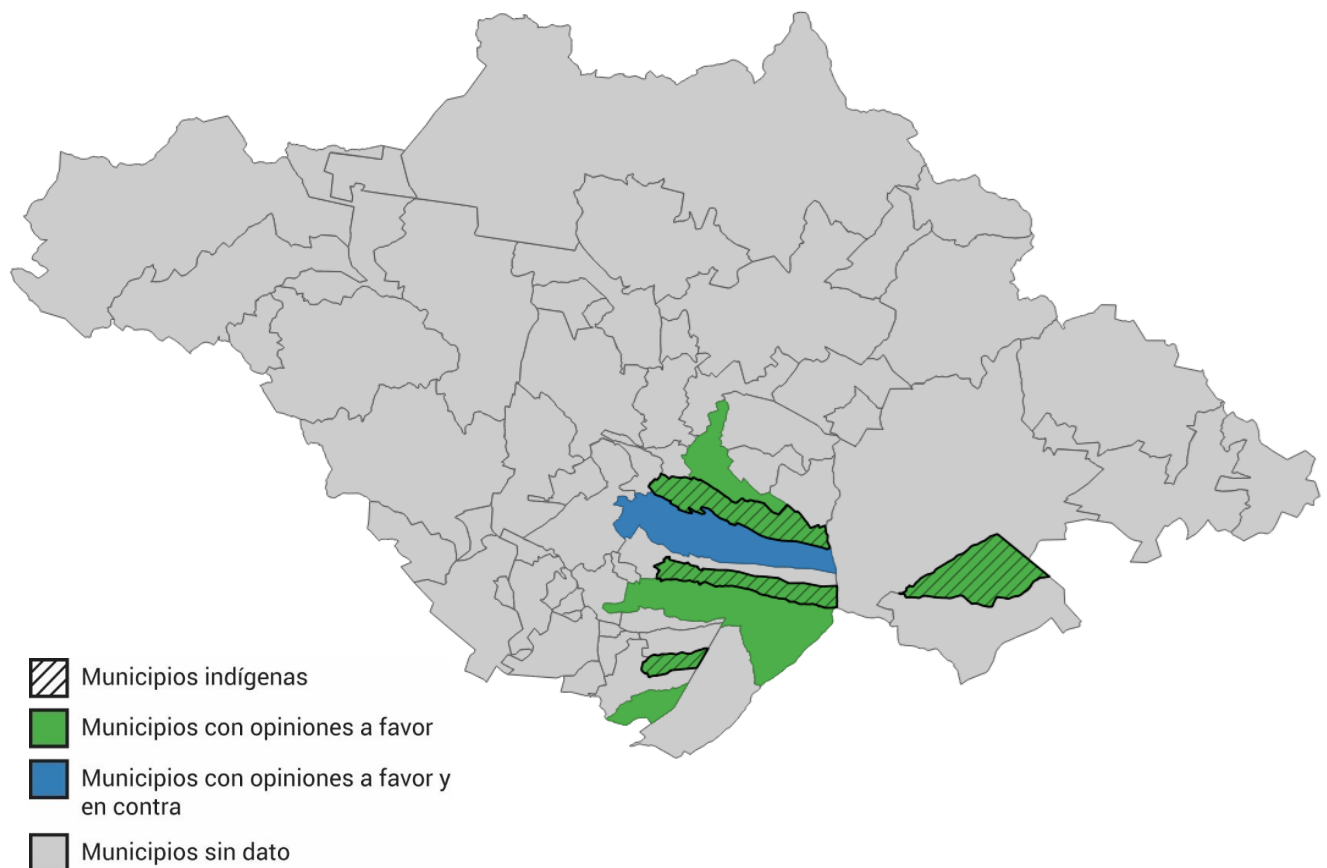 Municipios indígenas
Municipios con opiniones a favor
Municipios con opiniones a favor y
en contra
Municipios sin dato